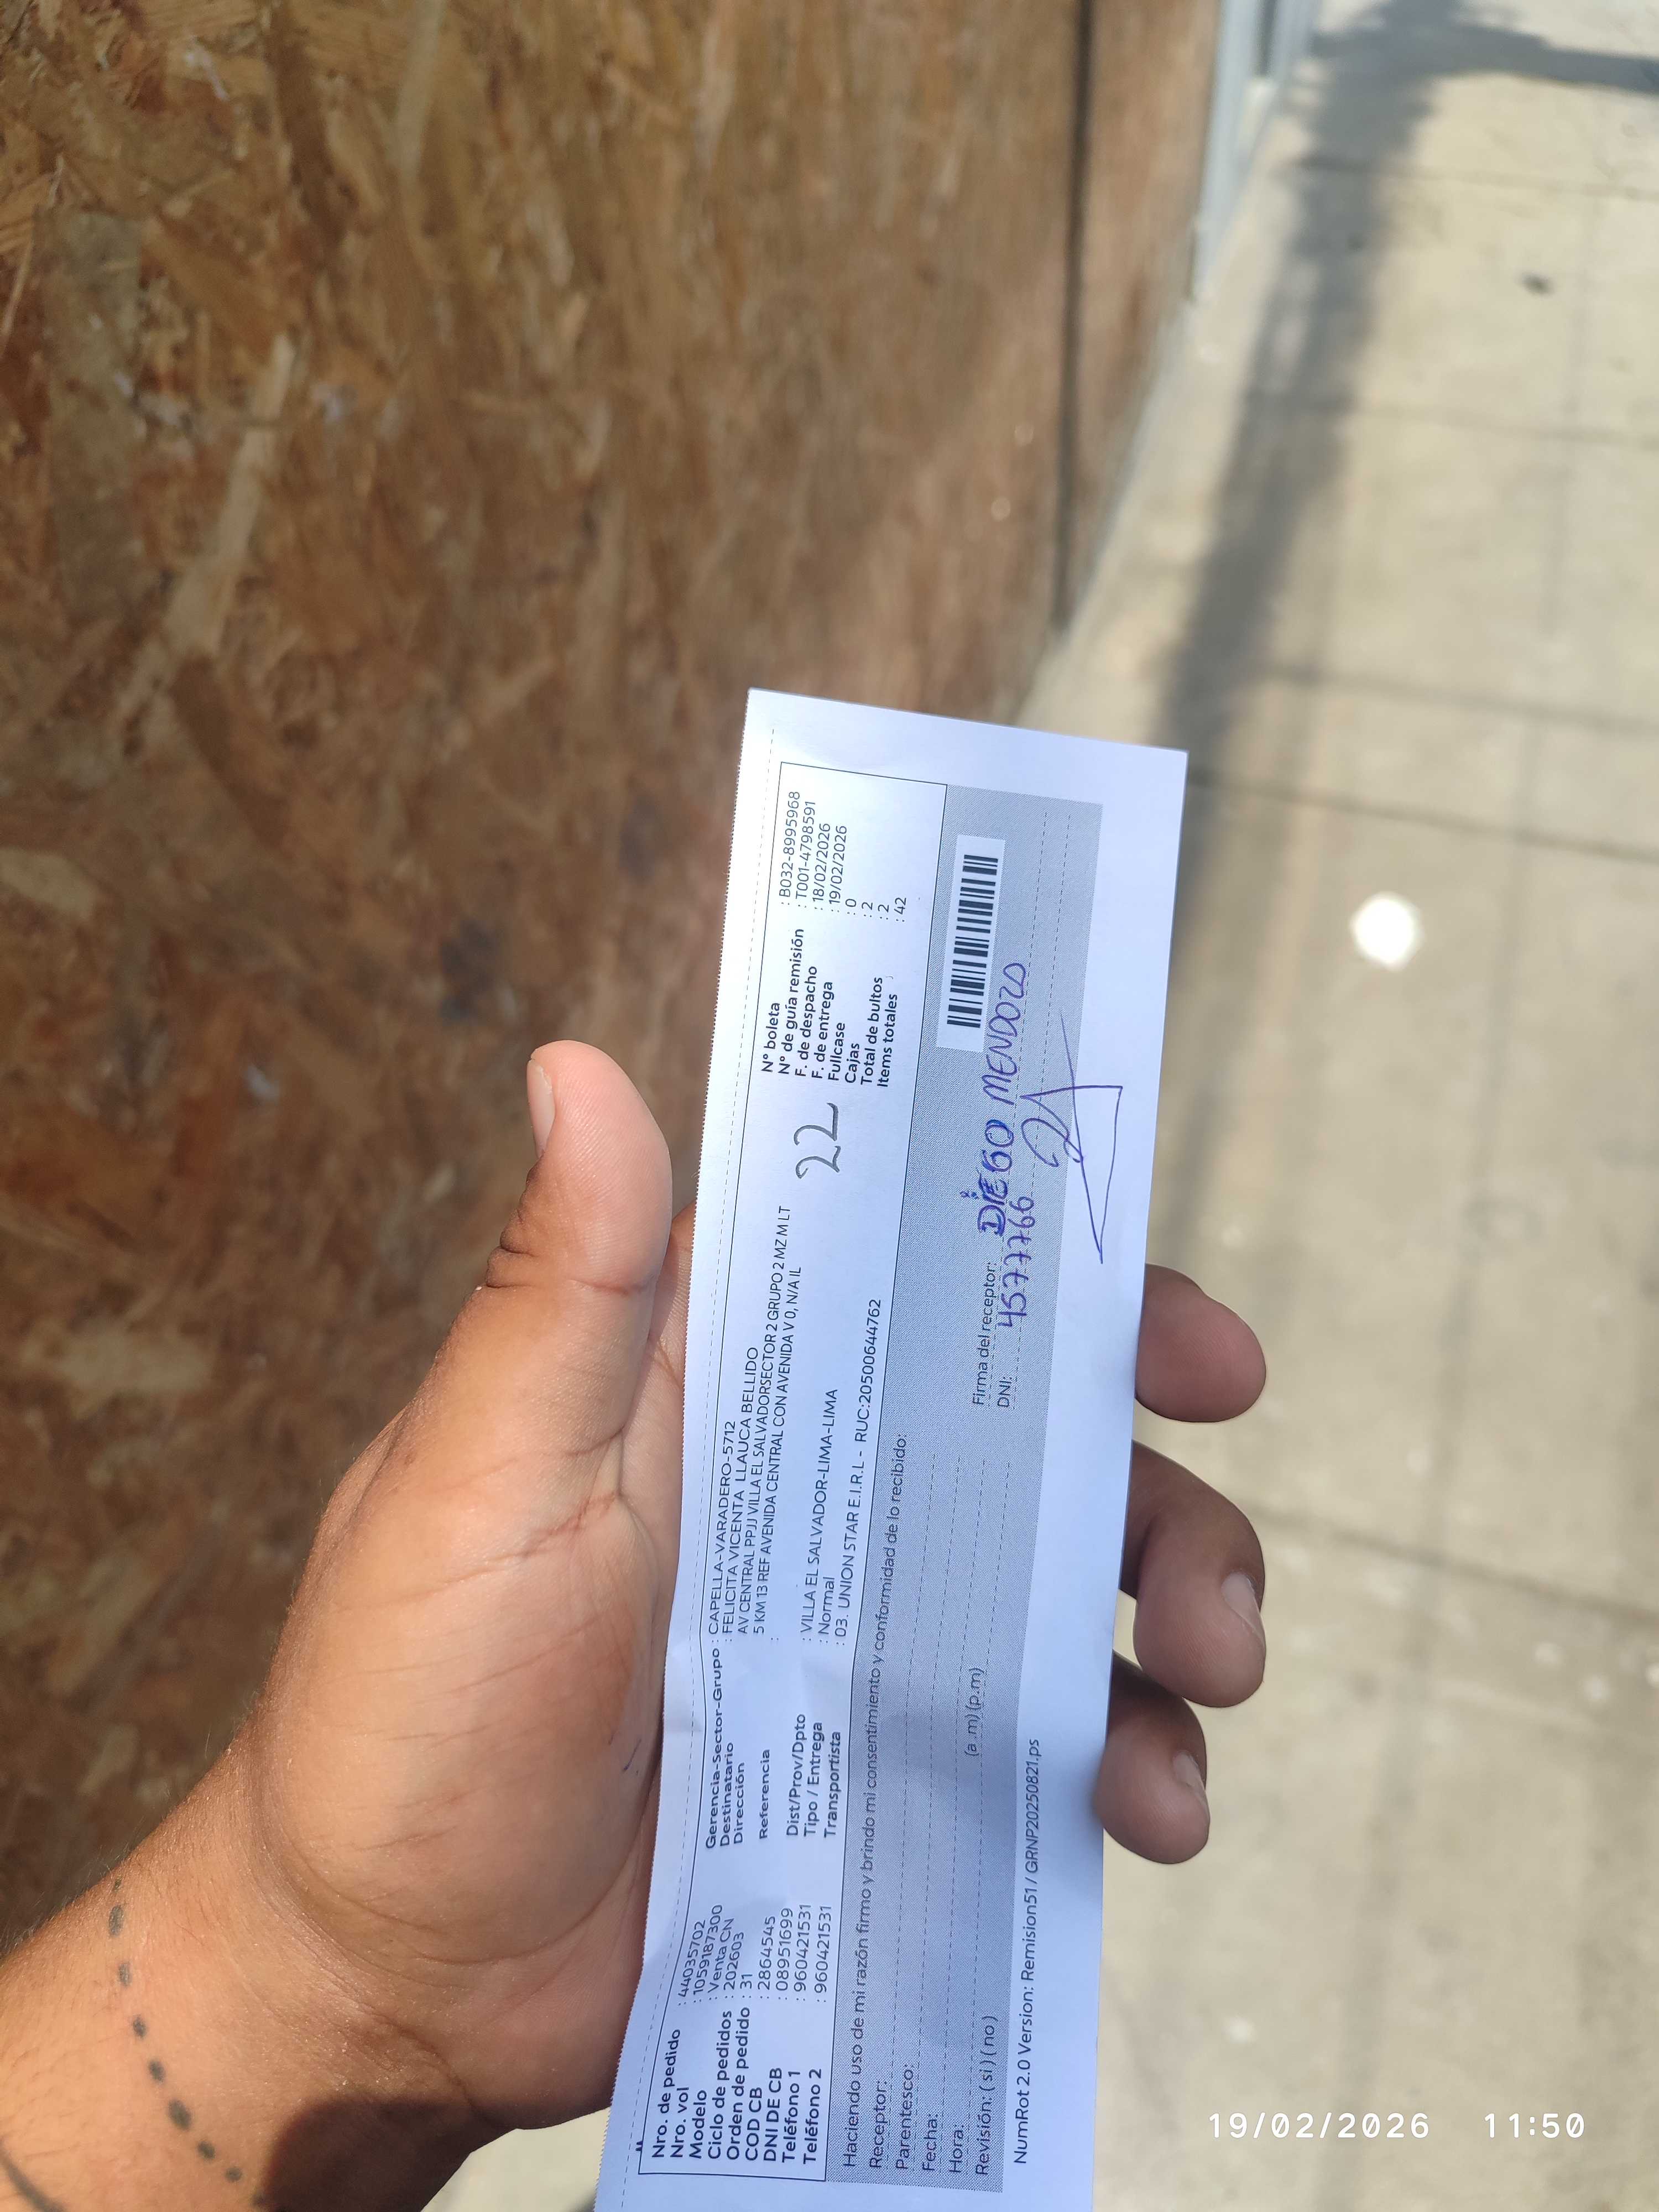 Nro. de pedido : 44035702
Nro. vol : 1059187300
Modelo : Venta CN
Ciclo de pedidos : 202603
Orden de pedido : 31
COD CB : 2864545
DNI DE CB : 08951699
Teléfono 1 : 960421531
Teléfono 2 : 960421531
Gerencia-Sector-Grupo : CAPELLA-VARADERO-5712
Destinatario : FELICITA VICENTA LLAUCA BELLIDO
Dirección AV CENTRAL PPJJ VILLA EL SALVADORSECTOR 2 GRUPO 2 MZ M LT
5 KM 13 REF AVENIDA CENTRAL CON AVENIDA V 0, N/A IL
Referencia :
Dist/Prov/Dpto : VILLA EL SALVADOR-LIMA-LIMA
Tipo / Entrega : Normal
Transportista : 03. UNION STAR E.I.R.L - RUC:20500644762
22
N° boleta : B032-8995968
N° de guía remisión : T001-4798591
F. de despacho : 18/02/2026
F. de entrega : 19/02/2026
Fullcase : 0
Cajas : 2
Total de bultos : 2
Items totales : 42
Haciendo uso de mi razón firmo y brindo mi consentimiento y conformidad de lo recibido:
Receptor:
Parentesco:
Fecha:
Hora: (a.m) (p.m)
Revisión: ( si ) ( no )
Firma del receptor: DIEGO MENDOZA
DNI: 45777766
NumRot 2.0 Version: Remision51 / GRNP20250821.ps
19/02/2026 11:50